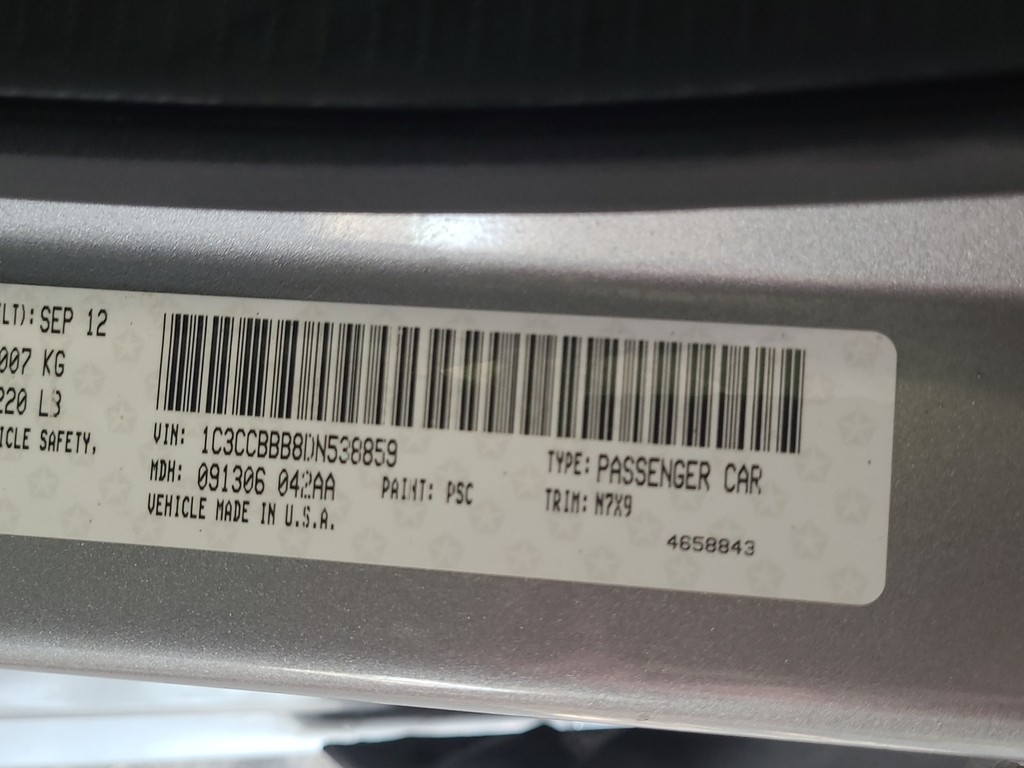 LT): SEP 12
007 KG
220 LB
ICLE SAFETY,
VIN: 1C3CCBBB8DN538859
TYPE: PASSENGER CAR
MDH: 091306 042AA
PAINT: PSC
TRIM: N7X9
VEHICLE MADE IN U.S.A.
4658843